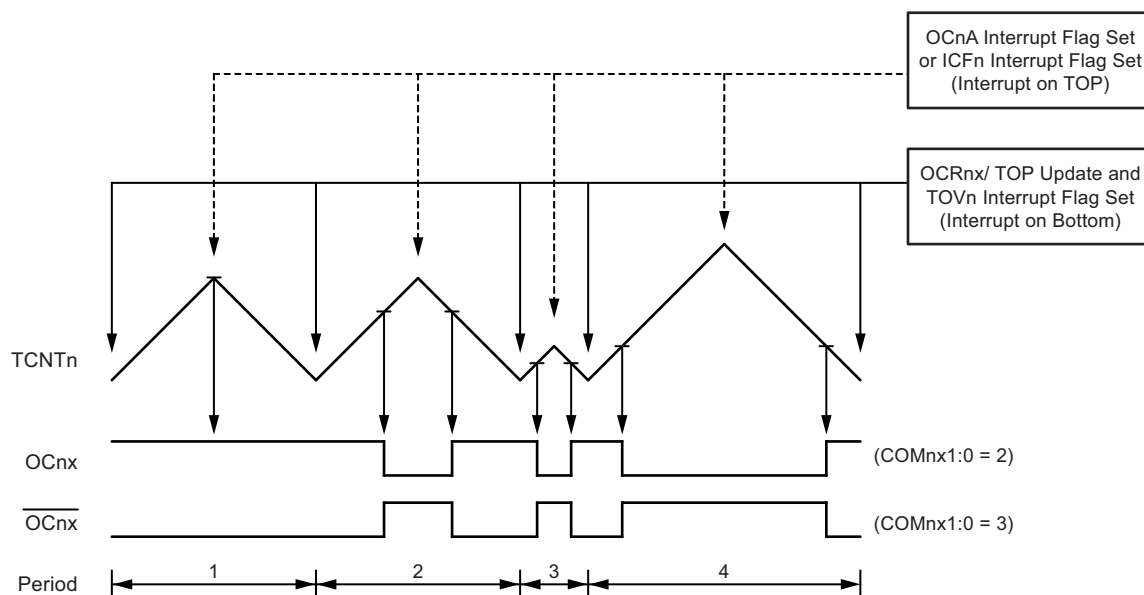 OCnA Interrupt Flag Set
or ICFn Interrupt Flag Set
(Interrupt on TOP)
OCRnx/ TOP Update and
TOVn Interrupt Flag Set
(Interrupt on Bottom)
TCNTn
OCnx
(COMnx1:0 = 2)
OCnx
(COMnx1:0 = 3)
Period
1
2
3
4